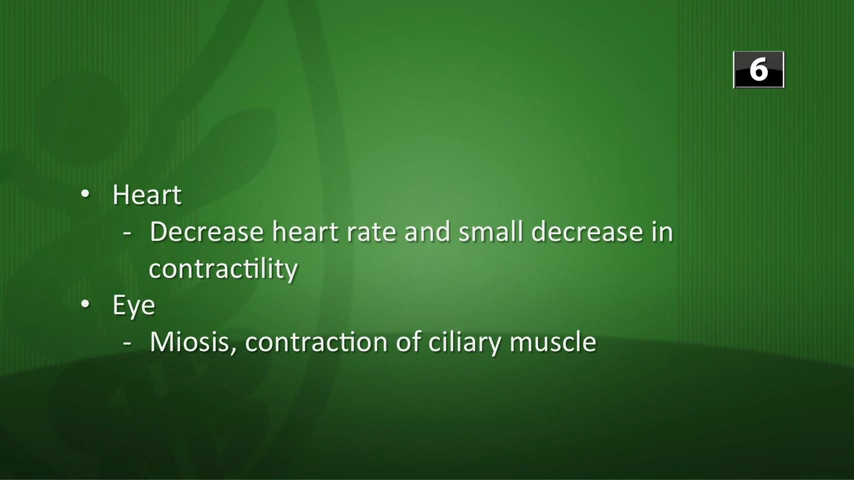 6
• Heart
- Decrease heart rate and small decrease in
contractility
• Eye
- Miosis, contraction of ciliary muscle